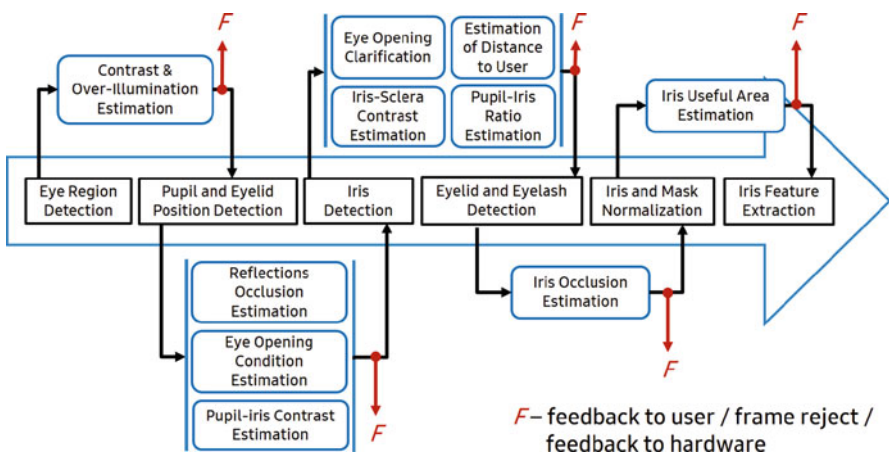 F
F
F
Contrast &
Over-Illumination
Estimation
Eye Opening
Clarification
Estimation
of Distance
to User
Iris-Sclera
Contrast
Estimation
Pupil-Iris
Ratio
Estimation
Iris Useful Area
Estimation
Eye Region
Detection
Pupil and Eyelid
Position Detection
Iris
Detection
Eyelid and Eyelash
Detection
Iris and Mask
Normalization
Iris Feature
Extraction
Reflections
Occlusion
Estimation
Eye Opening
Condition
Estimation
Pupil-iris Contrast
Estimation
F
Iris Occlusion
Estimation
F
F – feedback to user / frame reject /
feedback to hardware